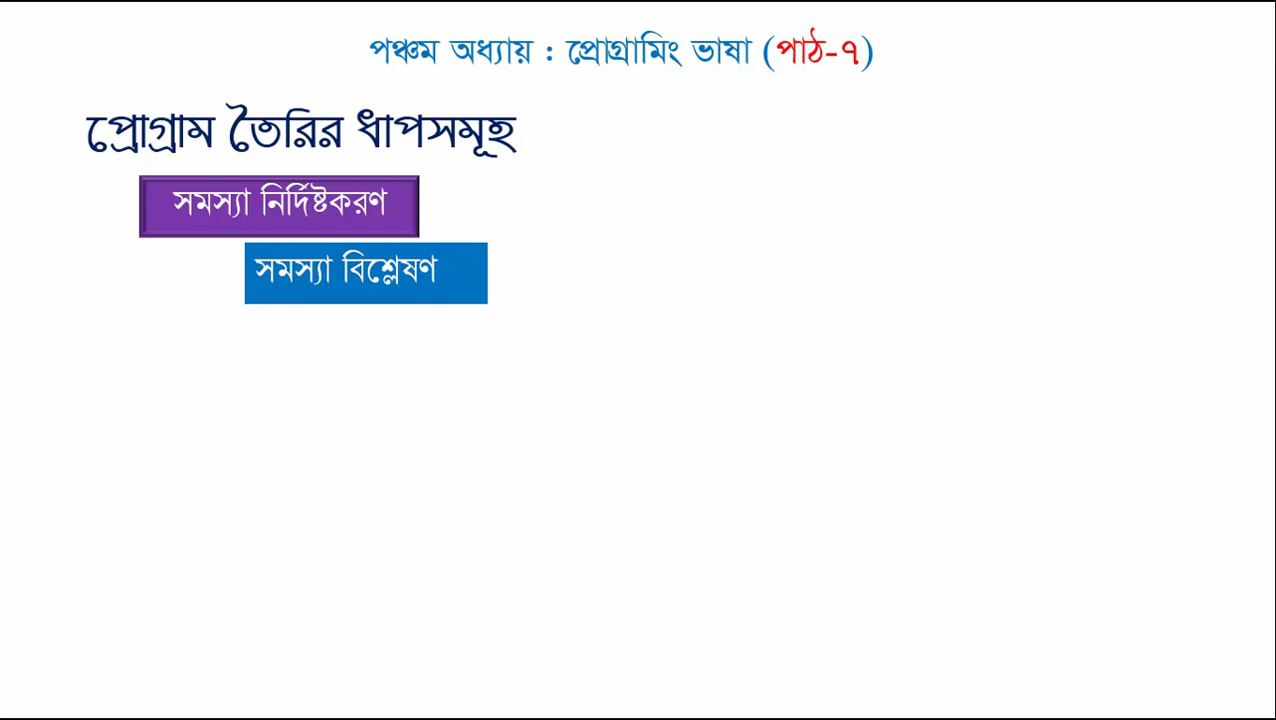 পঞ্চম অধ্যায় : প্রোগ্রামিং ভাষা (পাঠ-৭)
প্রোগ্রাম তৈরির ধাপসমূহ
সমস্যা নির্দিষ্টকরণ
সমস্যা বিশ্লেষণ